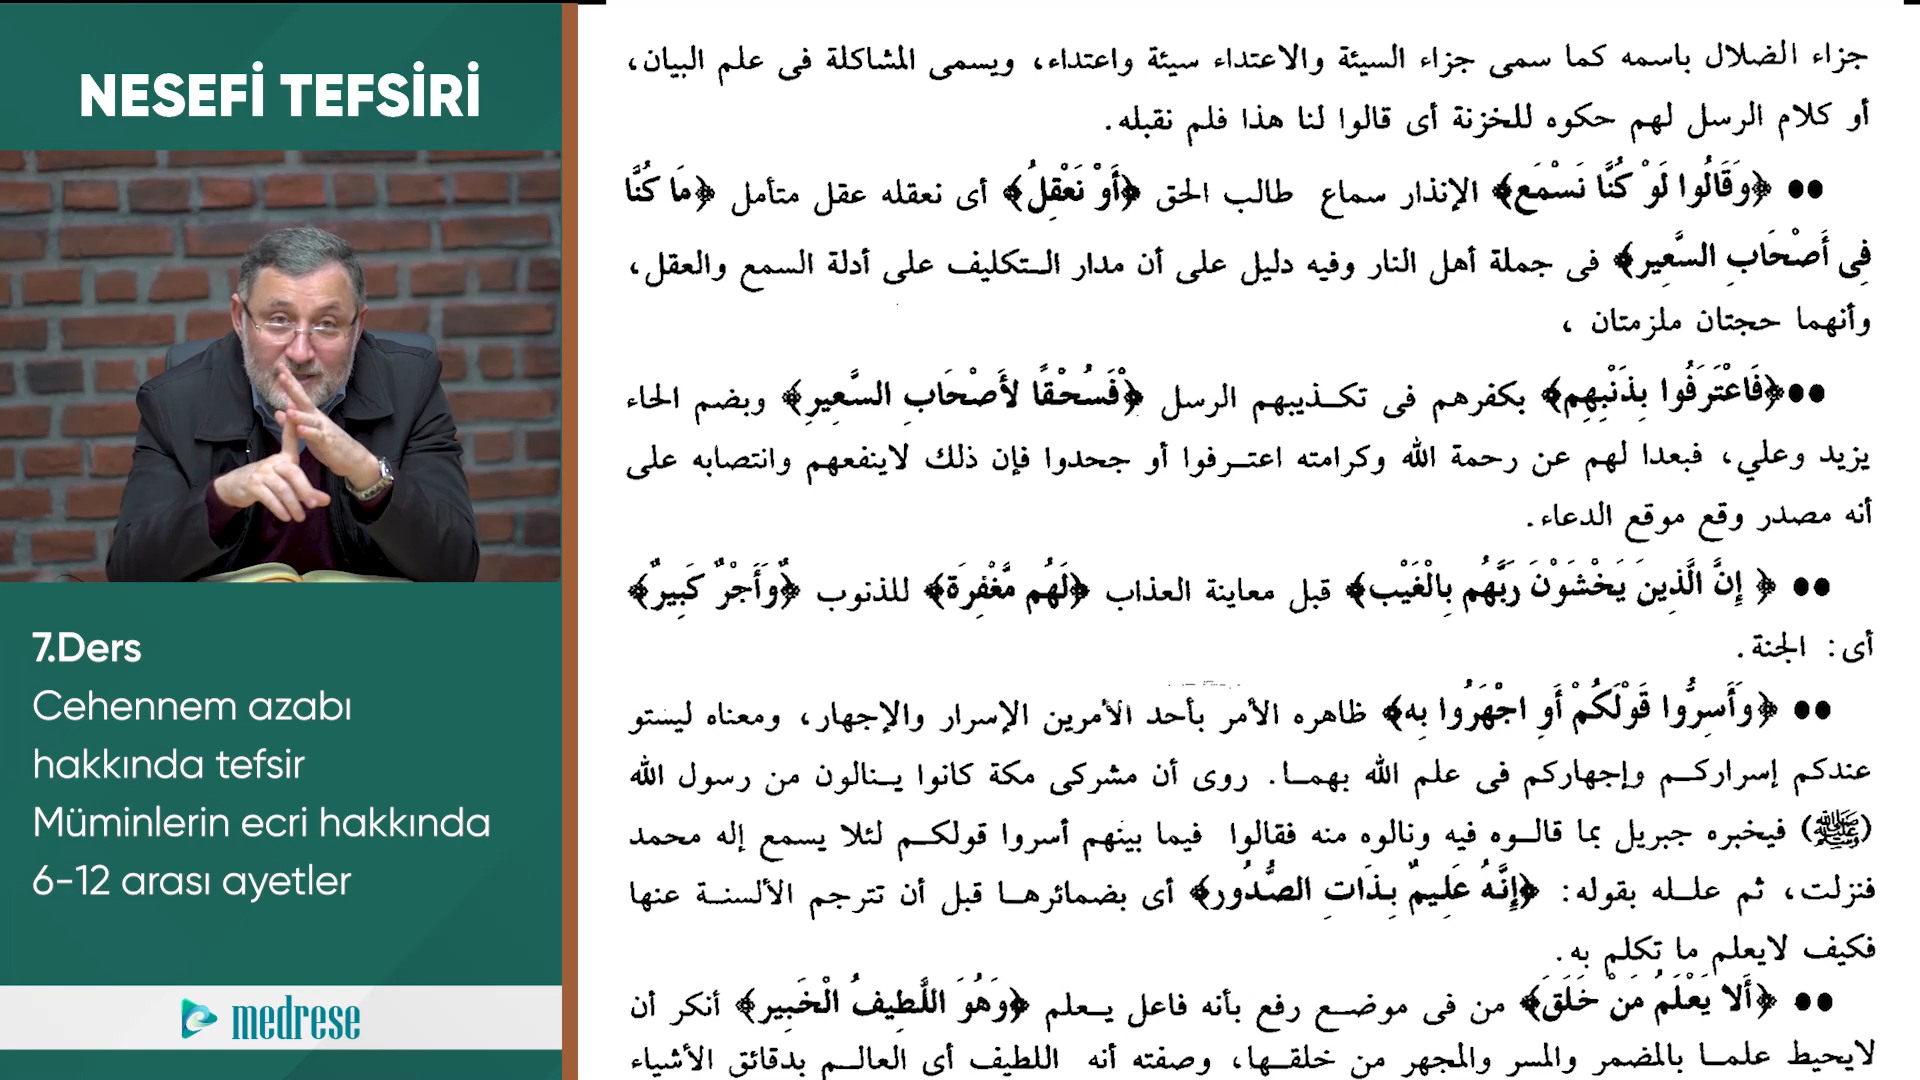 NESEFİ TEFSİRİ
7.Ders
Cehennem azabı
hakkında tefsir
Müminlerin ecri hakkında
6-12 arası ayetler
medrese
جزاء الضلال باسمه كما سمى جزاء السيئة والاعتداء سيئة واعتداء، ويسمى المشاكلة فى علم البيان،
أو كلام الرسل لهم حكوه للخزنة أى قالوا لنا هذا فلم نقبله.
●● ﴿وَقَالُوا لَوْ كُنَّا نَسْمَع﴾ الإنذار سماع طالب الحق ﴿أَوْ نَعْقِلُ﴾ أى نعقله عقل متأمل ﴿مَا كُنَّا
فِى أَصْحَابِ السَّعِير﴾ فى جملة أهل النار وفيه دليل على أن مدار التكليف على أدلة السمع والعقل،
وأنهما حجتان ملزمتان ،
●●﴿فَاعْتَرَفُوا بِذَنْبِهِم﴾ بكفرهم فى تكذيبهم الرسل ﴿فَسُحْقًا لأَصْحَابِ السَّعِيرِ﴾ وبضم الحاء
يزيد وعلي، فبعدا لهم عن رحمة الله وكرامته اعترفوا أو جحدوا فإن ذلك لاينفعهم وانتصابه على
أنه مصدر وقع موقع الدعاء.
●● ﴿ إِنَّ الَّذِينَ يَخْشَوْنَ رَبَّهُم بِالْغَيْب﴾ قبل معاينة العذاب ﴿لَهُم مَّغْفِرَة﴾ للذنوب ﴿وَأَجْرٌ كَبِيرٌ﴾
أى: الجنة.
●● ﴿وَأَسِرُّوا قَوْلَكُمْ أَوِ اجْهَرُوا بِه﴾ ظاهره الأمر بأحد الأمرين الإسرار والإجهار، ومعناه ليستو
عندكم إسراركم وإجهاركم فى علم الله بهما. روى أن مشركى مكة كانوا ينالون من رسول الله
(ﷺ) فيخبره جبريل بما قالوه فيه ونالوه منه فقالوا فيما بينهم أسروا قولكم لئلا يسمع إله محمد
فنزلت، ثم علله بقوله: ﴿إِنَّهُ عَلِيمٌ بِذَاتِ الصُّدُور﴾ أى بضمائرها قبل أن تترجم الألسنة عنها
فكيف لايعلم ما تكلم به.
●● ﴿أَلا يَعْلَمُ مَنْ خَلَقَ﴾ من فى موضع رفع بأنه فاعل يعلم ﴿وَهُوَ اللَّطِيفُ الْخَبِير﴾ أنكر أن
لايحيط علما بالمضمر والمسر والمجهر من خلقها، وصفته أنه اللطيف أى العالم بدقائق الأشياء